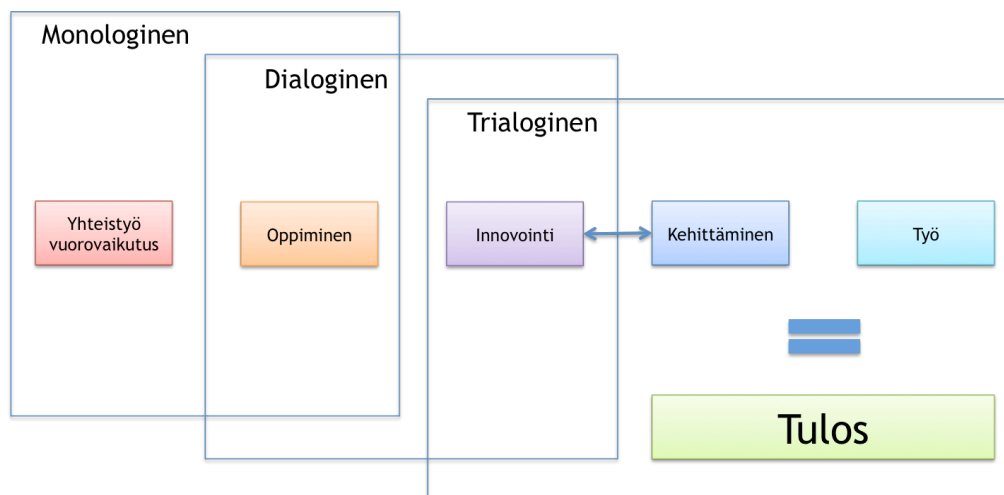 Monologinen
Dialoginen
Trialoginen
Yhteistyö
vuorovaikutus
Oppiminen
Innovointi
Kehittäminen
Työ
Tulos